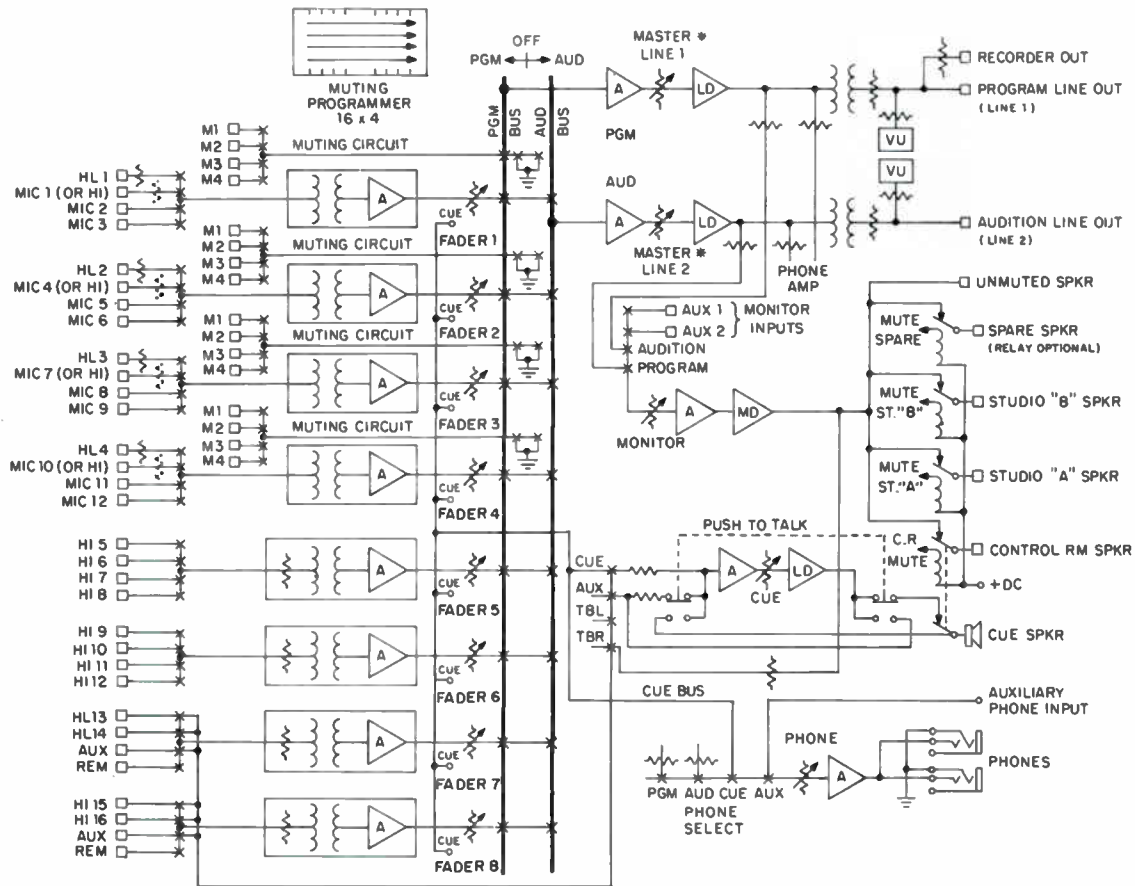 MUTING
PROGRAMMER
16 x 4
OFF
PGM AUD
PGM BUS
AUD BUS
MASTER *
LINE 1
A
LD
PGM
RECORDER OUT
PROGRAM LINE OUT
(LINE 1)
VU
VU
AUD
A
LD
MASTER *
LINE 2
AUDITION LINE OUT
(LINE 2)
PHONE
AMP
M1
M2
M3
M4
MUTING CIRCUIT
HL 1
MIC 1 (OR HI)
MIC 2
MIC 3
A
CUE
FADER 1
M1
M2
M3
M4
MUTING CIRCUIT
HL2
MIC 4 (OR HI)
MIC 5
MIC 6
A
CUE
FADER 2
M1
M2
M3
M4
MUTING CIRCUIT
HL3
MIC 7 (OR HI)
MIC 8
MIC 9
A
CUE
FADER 3
M1
M2
M3
M4
MUTING CIRCUIT
HL4
MIC 10 (OR HI)
MIC 11
MIC 12
A
CUE
FADER 4
HI 5
HI 6
HI 7
HI 8
A
CUE
FADER 5
HI 9
HI 10
HI 11
HI 12
A
CUE
FADER 6
HL13
HL14
AUX
REM
A
CUE
FADER 7
HI 15
HI 16
AUX
REM
A
CUE
FADER 8
AUX 1
AUX 2
MONITOR
INPUTS
AUDITION
PROGRAM
MONITOR
A
MD
UNMUTED SPKR
MUTE
SPARE
SPARE SPKR
(RELAY OPTIONAL)
MUTE
ST."B"
STUDIO "B" SPKR
MUTE
ST."A"
STUDIO "A" SPKR
C.R
MUTE
CONTROL RM SPKR
+DC
PUSH TO TALK
CUE
AUX
TBL
TBR
A
CUE
LD
CUE SPKR
CUE BUS
AUXILIARY
PHONE INPUT
PHONE
A
PHONES
PGM AUD CUE AUX
PHONE
SELECT